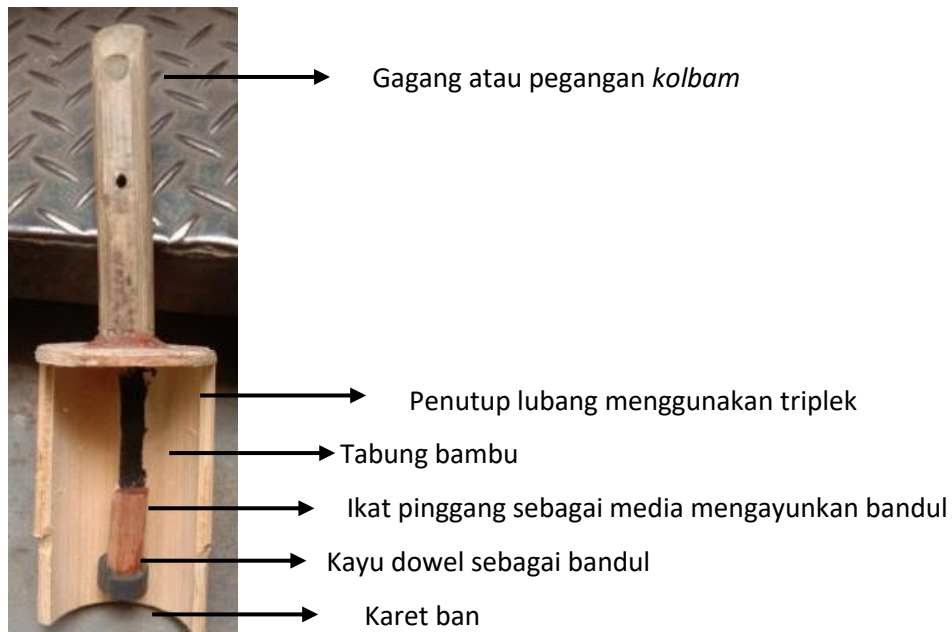 Gagang atau pegangan kolbam
Penutup lubang menggunakan triplek
Tabung bambu
Ikat pinggang sebagai media mengayunkan bandul
Kayu dowel sebagai bandul
Karet ban